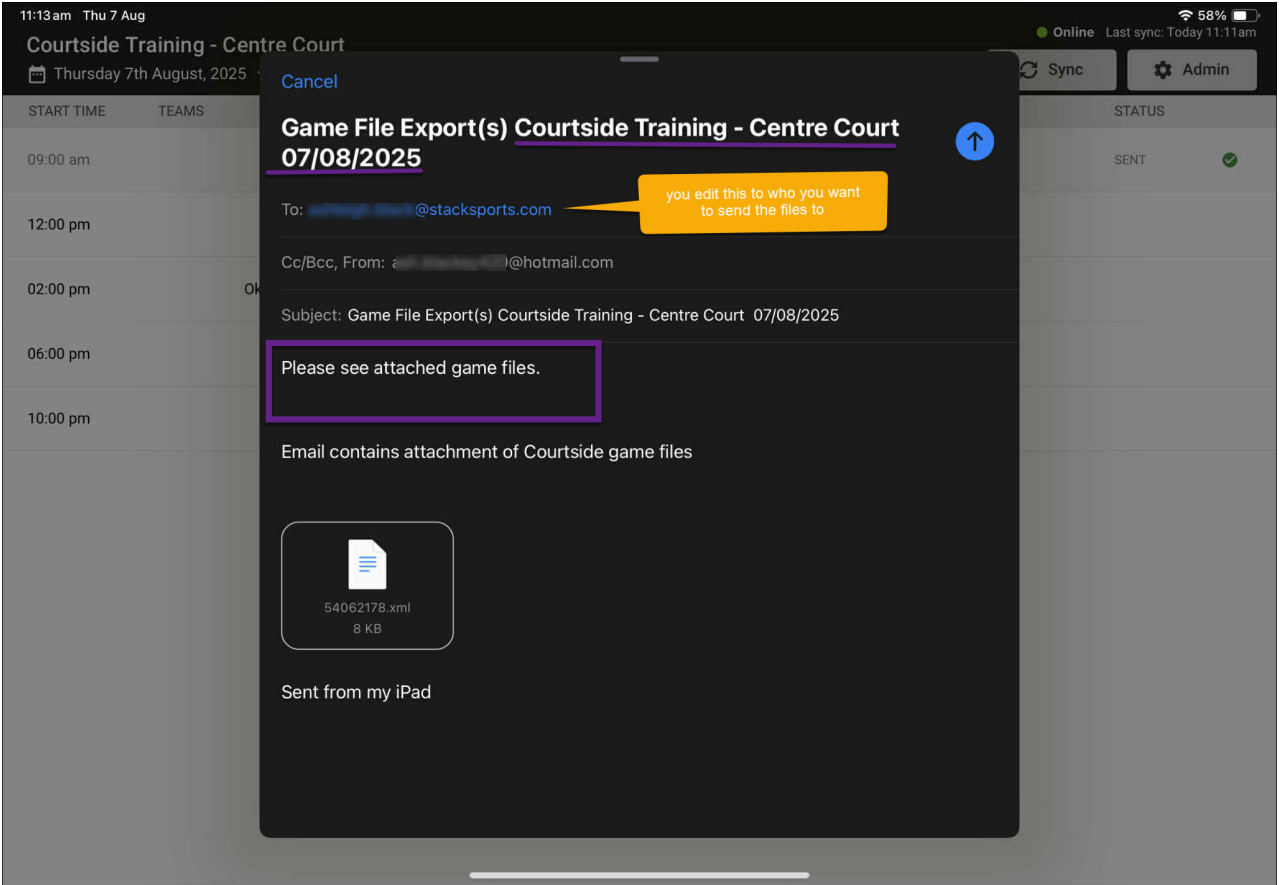 11:13 am Thu 7 Aug
58%
Courtside Training - Centre Court
Online Last sync: Today 11:11am
Thursday 7th August, 2025
Sync
Admin
START TIME TEAMS STATUS
09:00 am SENT
12:00 pm
02:00 pm Ok
06:00 pm
10:00 pm
Cancel
Game File Export(s) Courtside Training - Centre Court
07/08/2025
To: @stacksports.com
you edit this to who you want
to send the files to
Cc/Bcc, From: @hotmail.com
Subject: Game File Export(s) Courtside Training - Centre Court 07/08/2025
Please see attached game files.
Email contains attachment of Courtside game files
54062178.xml
8 KB
Sent from my iPad